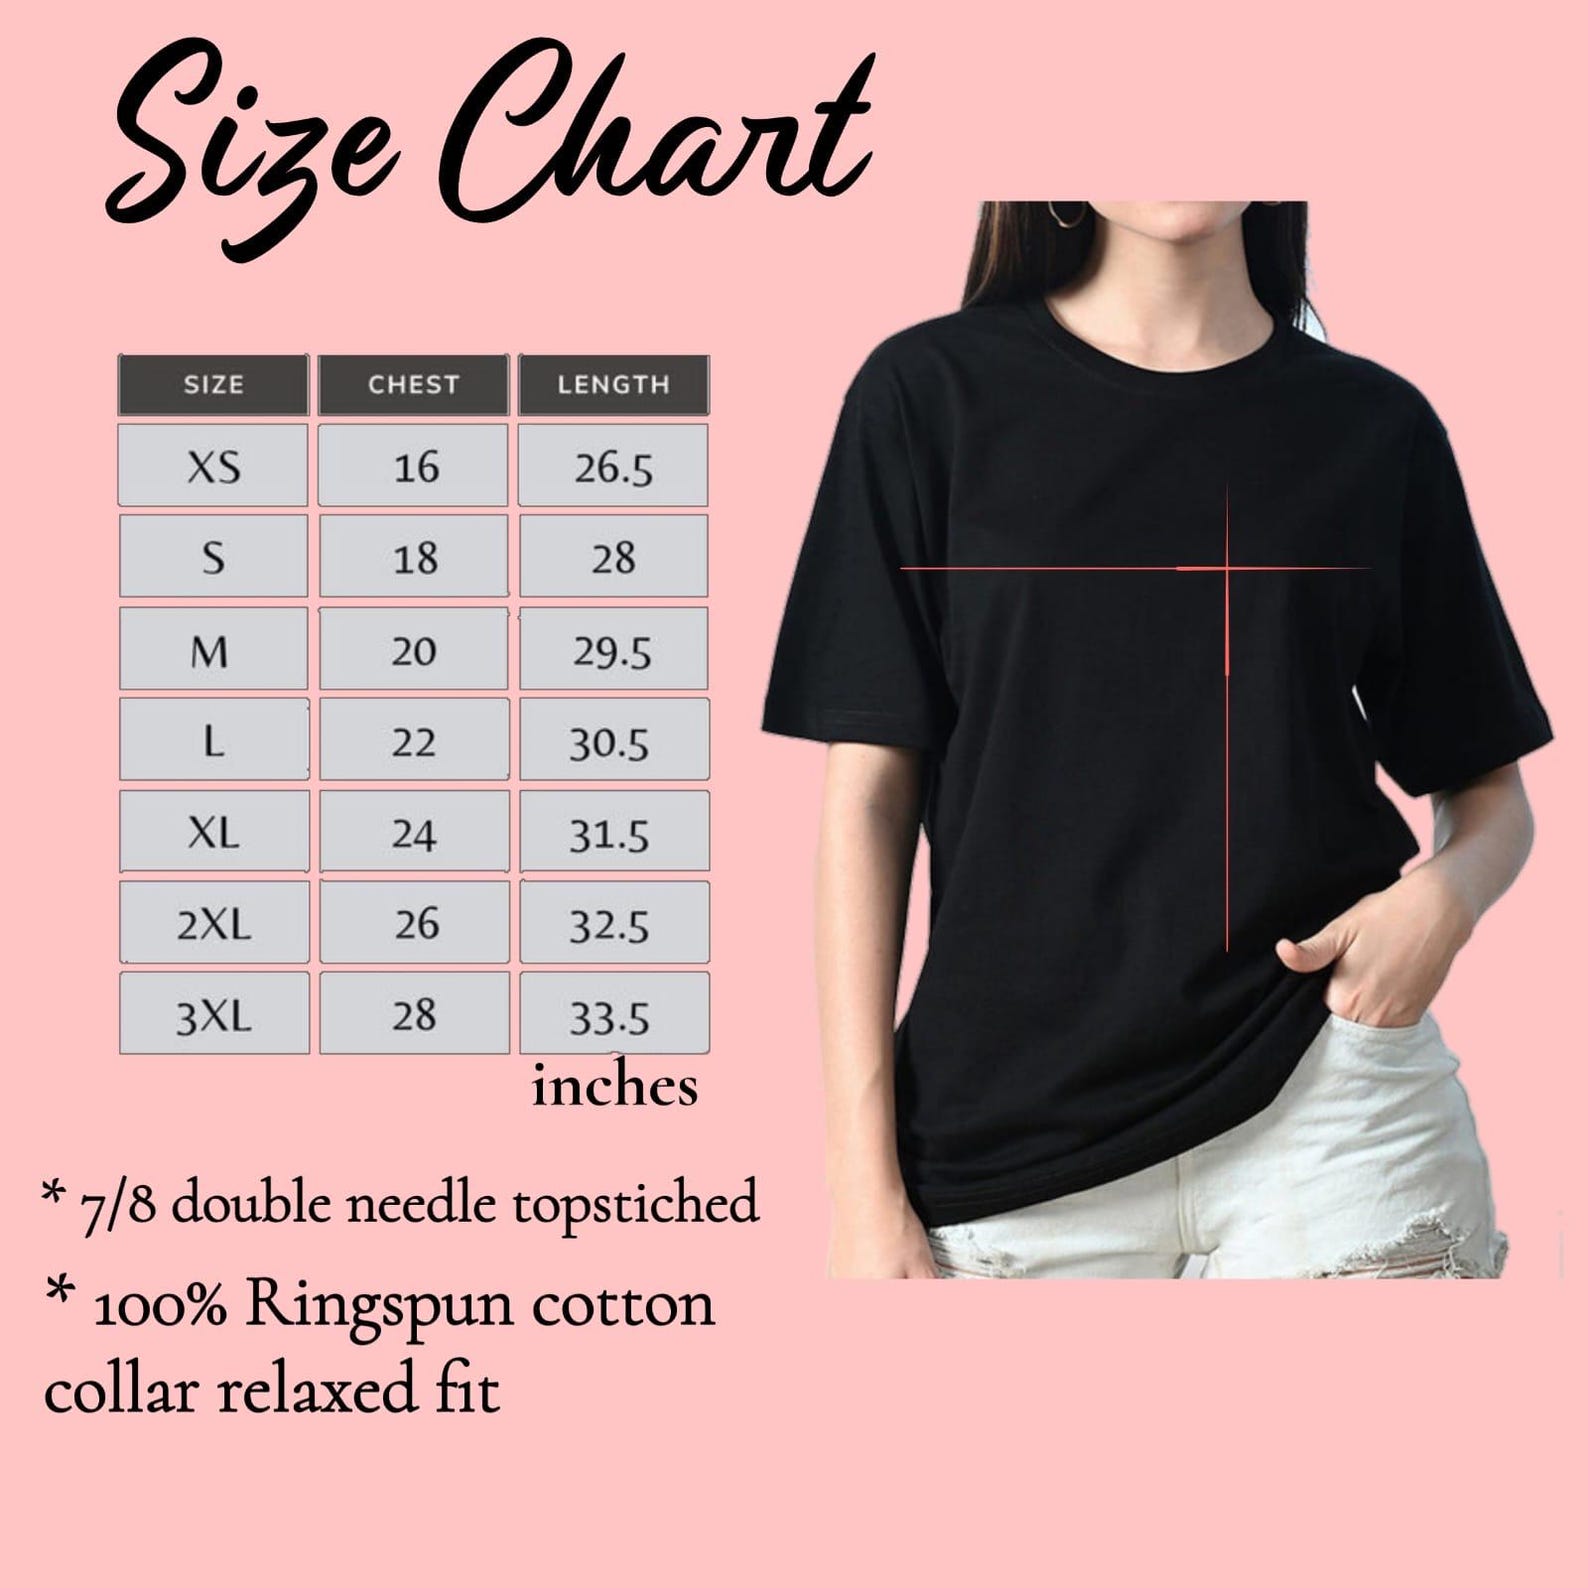 Size Chart
SIZE CHEST LENGTH
XS 16 26.5
S 18 28
M 20 29.5
L 22 30.5
XL 24 31.5
2XL 26 32.5
3XL 28 33.5
inches
* 7/8 double needle topstiched
* 100% Ringspun cotton
collar relaxed fit